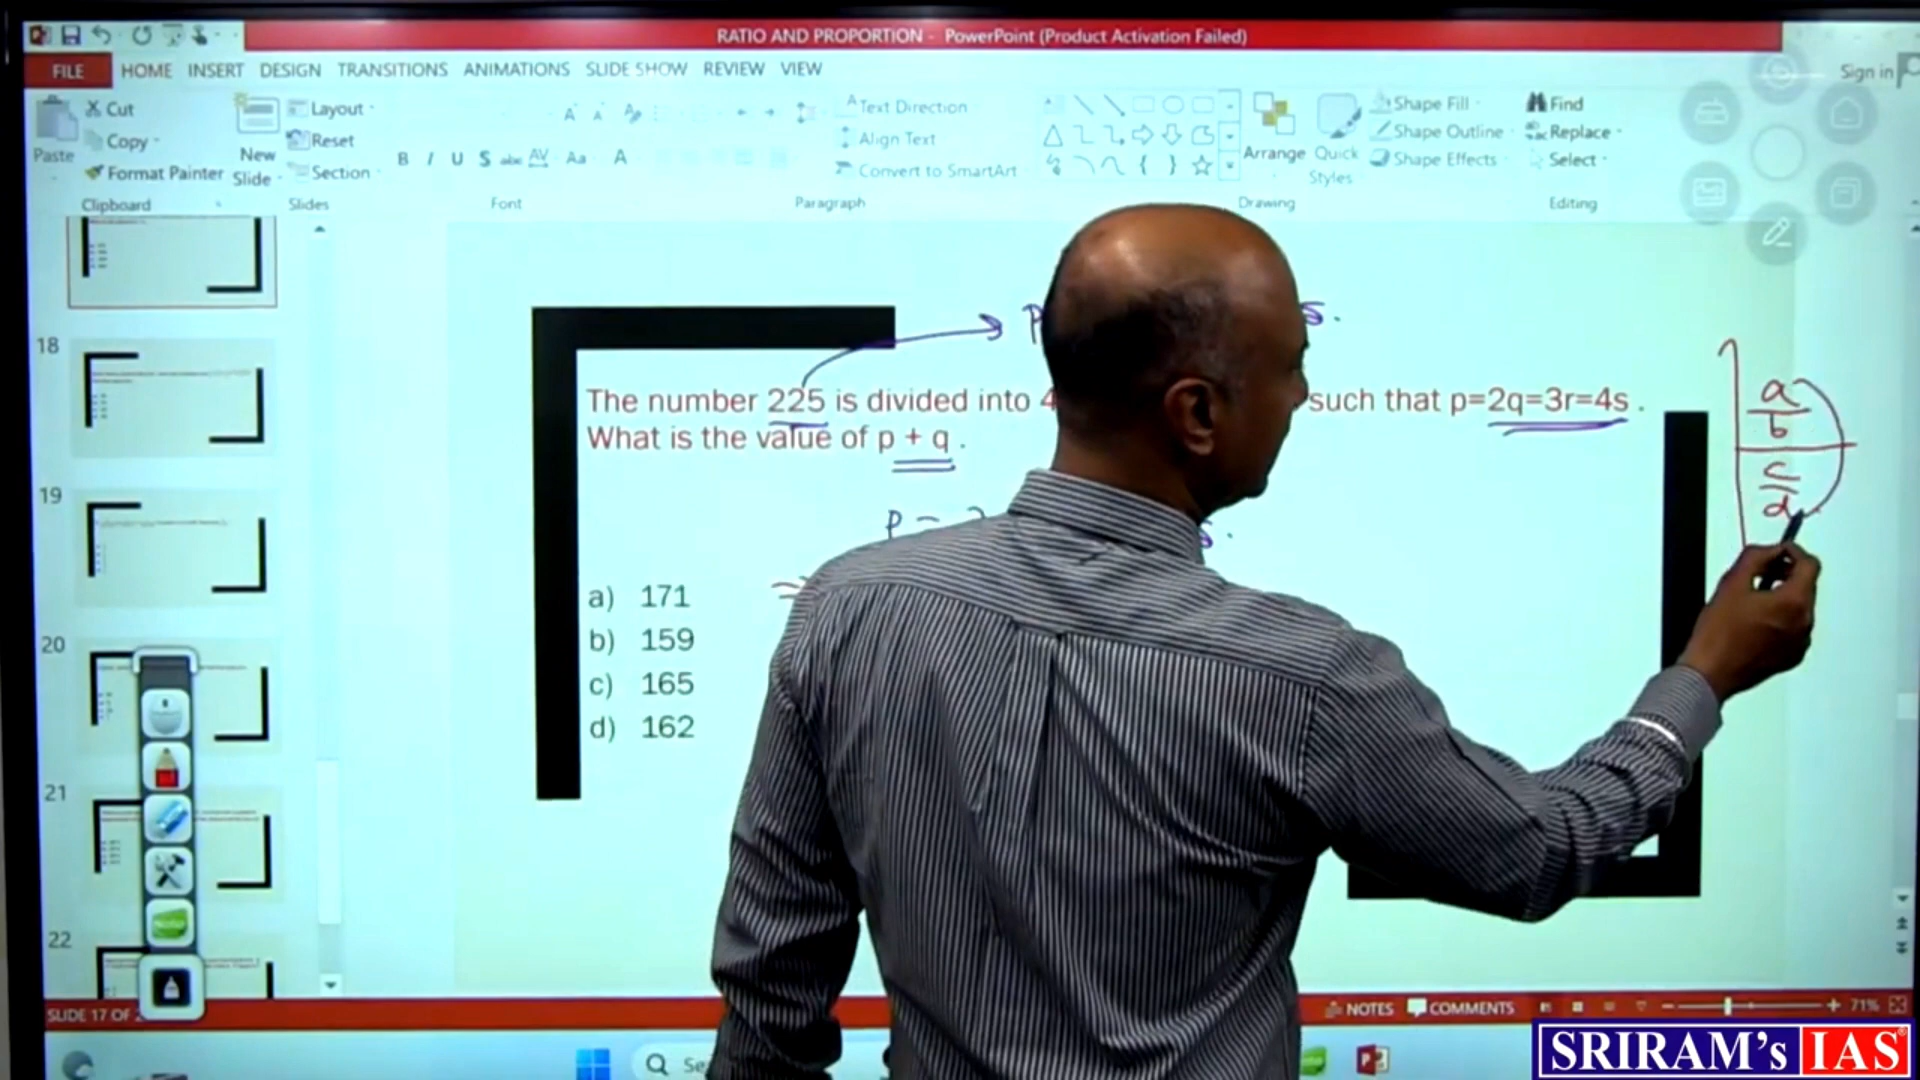 RATIO AND PROPORTION - PowerPoint (Product Activation Failed)
FILE HOME INSERT DESIGN TRANSITIONS ANIMATIONS SLIDE SHOW REVIEW VIEW
Sign in
Paste
Cut
Copy
Format Painter
Clipboard
New Slide
Layout
Reset
Section
Slides
B I U S abc AV Aa A
Font
Text Direction
Align Text
Convert to SmartArt
Paragraph
Arrange
Quick Styles
Shape Fill
Shape Outline
Shape Effects
Drawing
Find
Replace
Select
Editing
18
19
20
21
22
P s.
The number 225 is divided into 4 such that p=2q=3r=4s .
What is the value of p + q .
P = s.
a) 171
b) 159
c) 165
d) 162
a
b
c
d
SLIDE 17 OF
NOTES COMMENTS 71%
SRIRAM's IAS